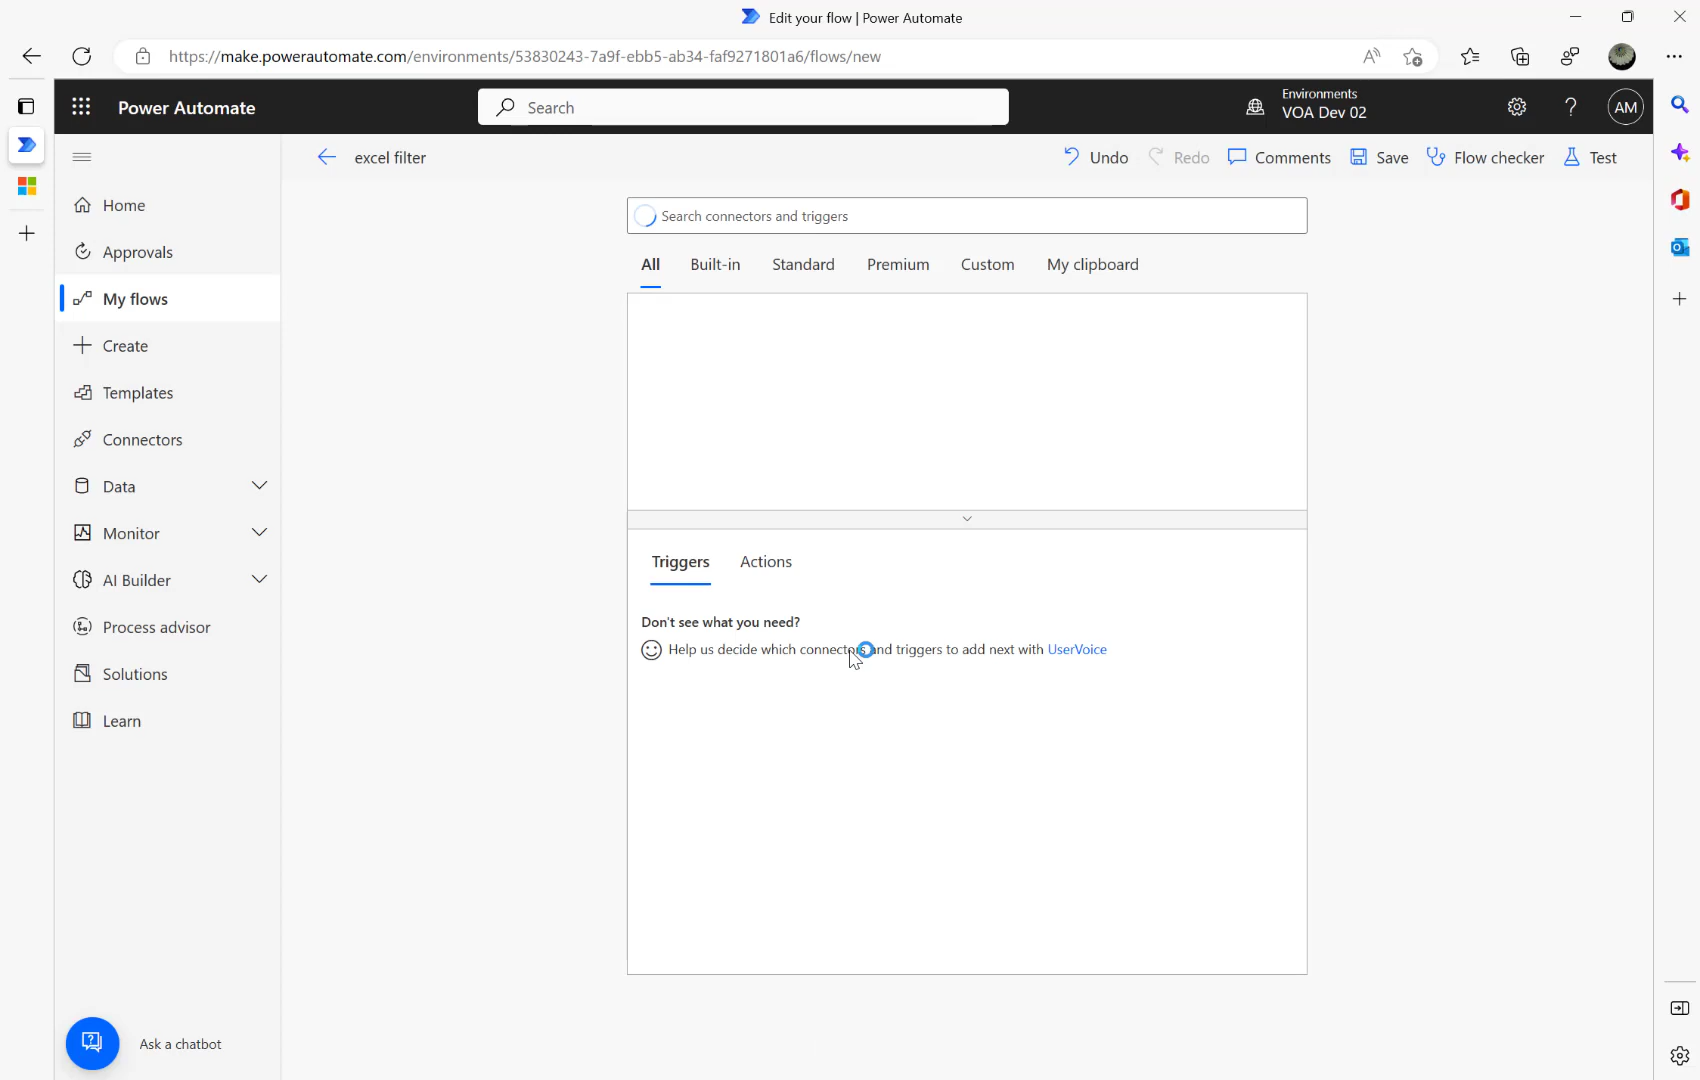 Edit your flow | Power Automate
https://make.powerautomate.com/environments/53830243-7a9f-ebb5-ab34-faf9271801a6/flows/new
Power Automate
Search
Environments
VOA Dev 02
AM
excel filter
Undo
Redo
Comments
Save
Flow checker
Test
Home
Approvals
My flows
Create
Templates
Connectors
Data
Monitor
AI Builder
Process advisor
Solutions
Learn
Ask a chatbot
Search connectors and triggers
All
Built-in
Standard
Premium
Custom
My clipboard
Triggers
Actions
Don't see what you need?
Help us decide which connectors and triggers to add next with UserVoice